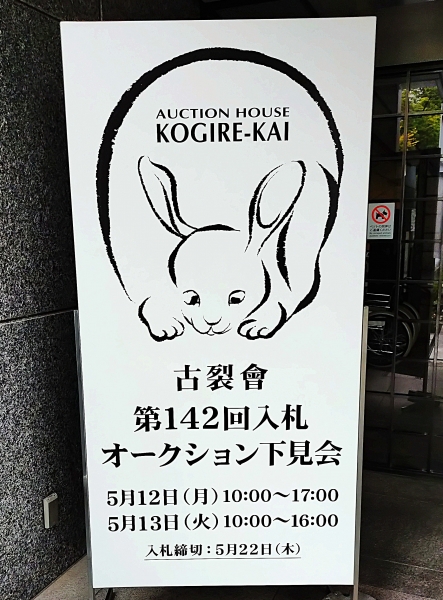 AUCTION HOUSE
KOGIRE-KAI
古裂會
第142回入札
オークション下見会
5月12日（月）10:00～17:00
5月13日（火）10:00～16:00
入札締切：5月22日（木）